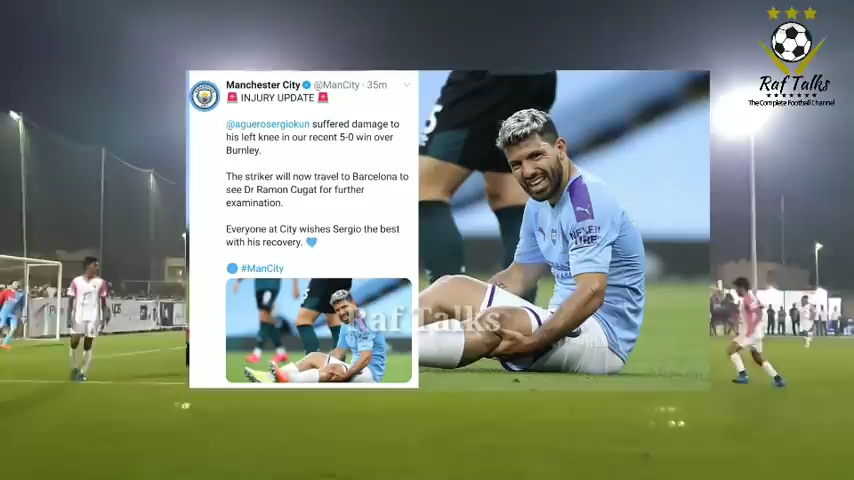 Manchester City @ManCity · 35m
🚨 INJURY UPDATE 🚨
@aguerosergiokun suffered damage to
his left knee in our recent 5-0 win over
Burnley.
The striker will now travel to Barcelona to
see Dr Ramon Cugat for further
examination.
Everyone at City wishes Sergio the best
with his recovery. 💙
🔵 #ManCity
NEVER
TIRE
Raf Talks
Raf Talks
The Complete Football Channel